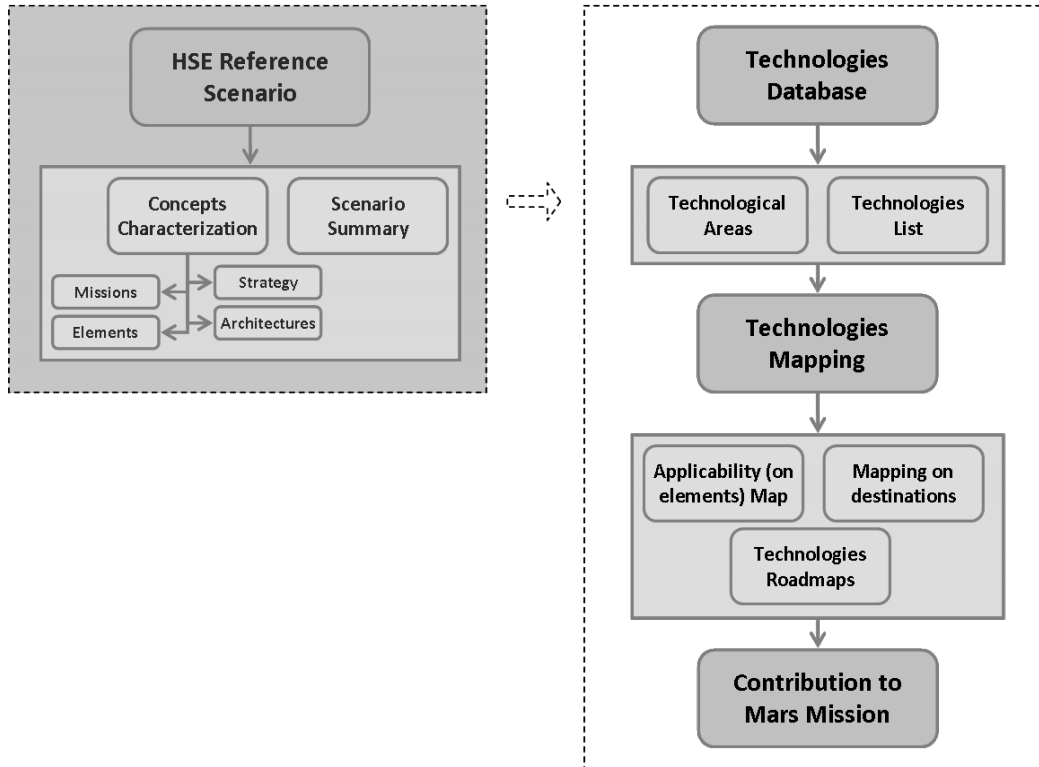 HSE Reference
Scenario
Concepts
Characterization
Scenario
Summary
Missions
Strategy
Elements
Architectures
Technologies
Database
Technological
Areas
Technologies
List
Technologies
Mapping
Applicability (on
elements) Map
Mapping on
destinations
Technologies
Roadmaps
Contribution to
Mars Mission